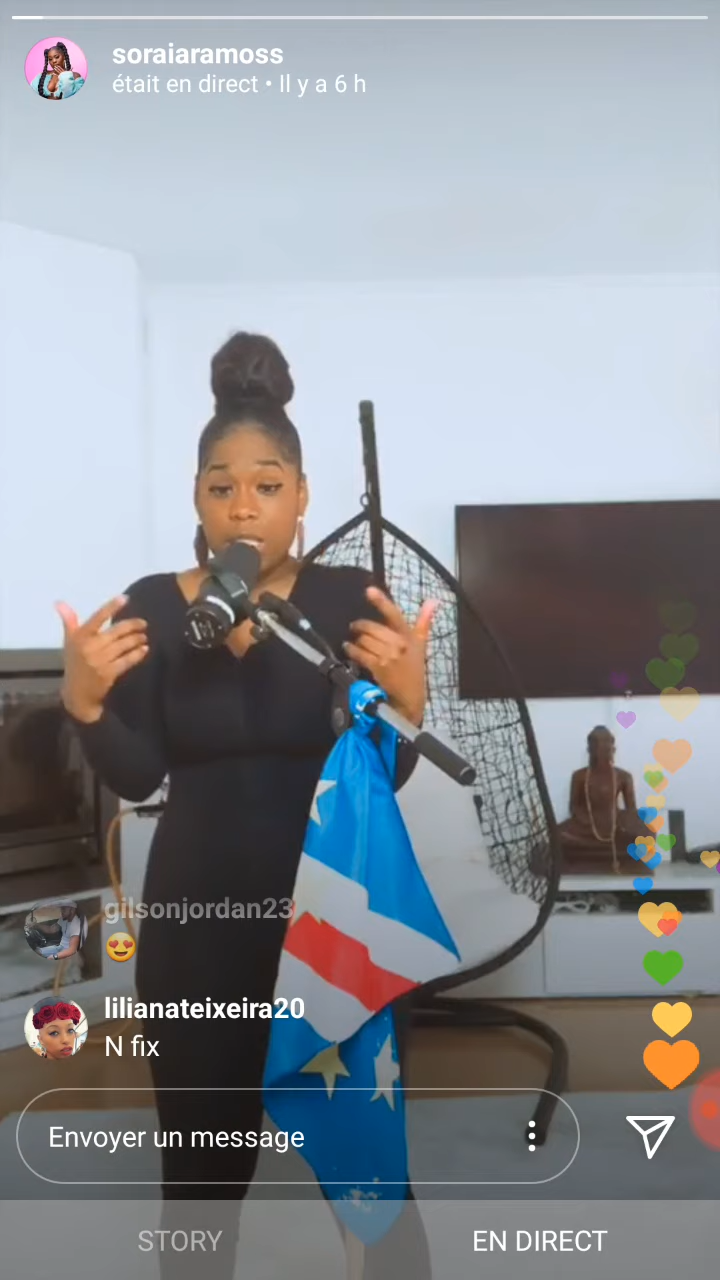 soraiaramoss
était en direct • Il y a 6 h
gilsonjordan23
😍
lilianateixeira20
N fix
Envoyer un message
STORY
EN DIRECT